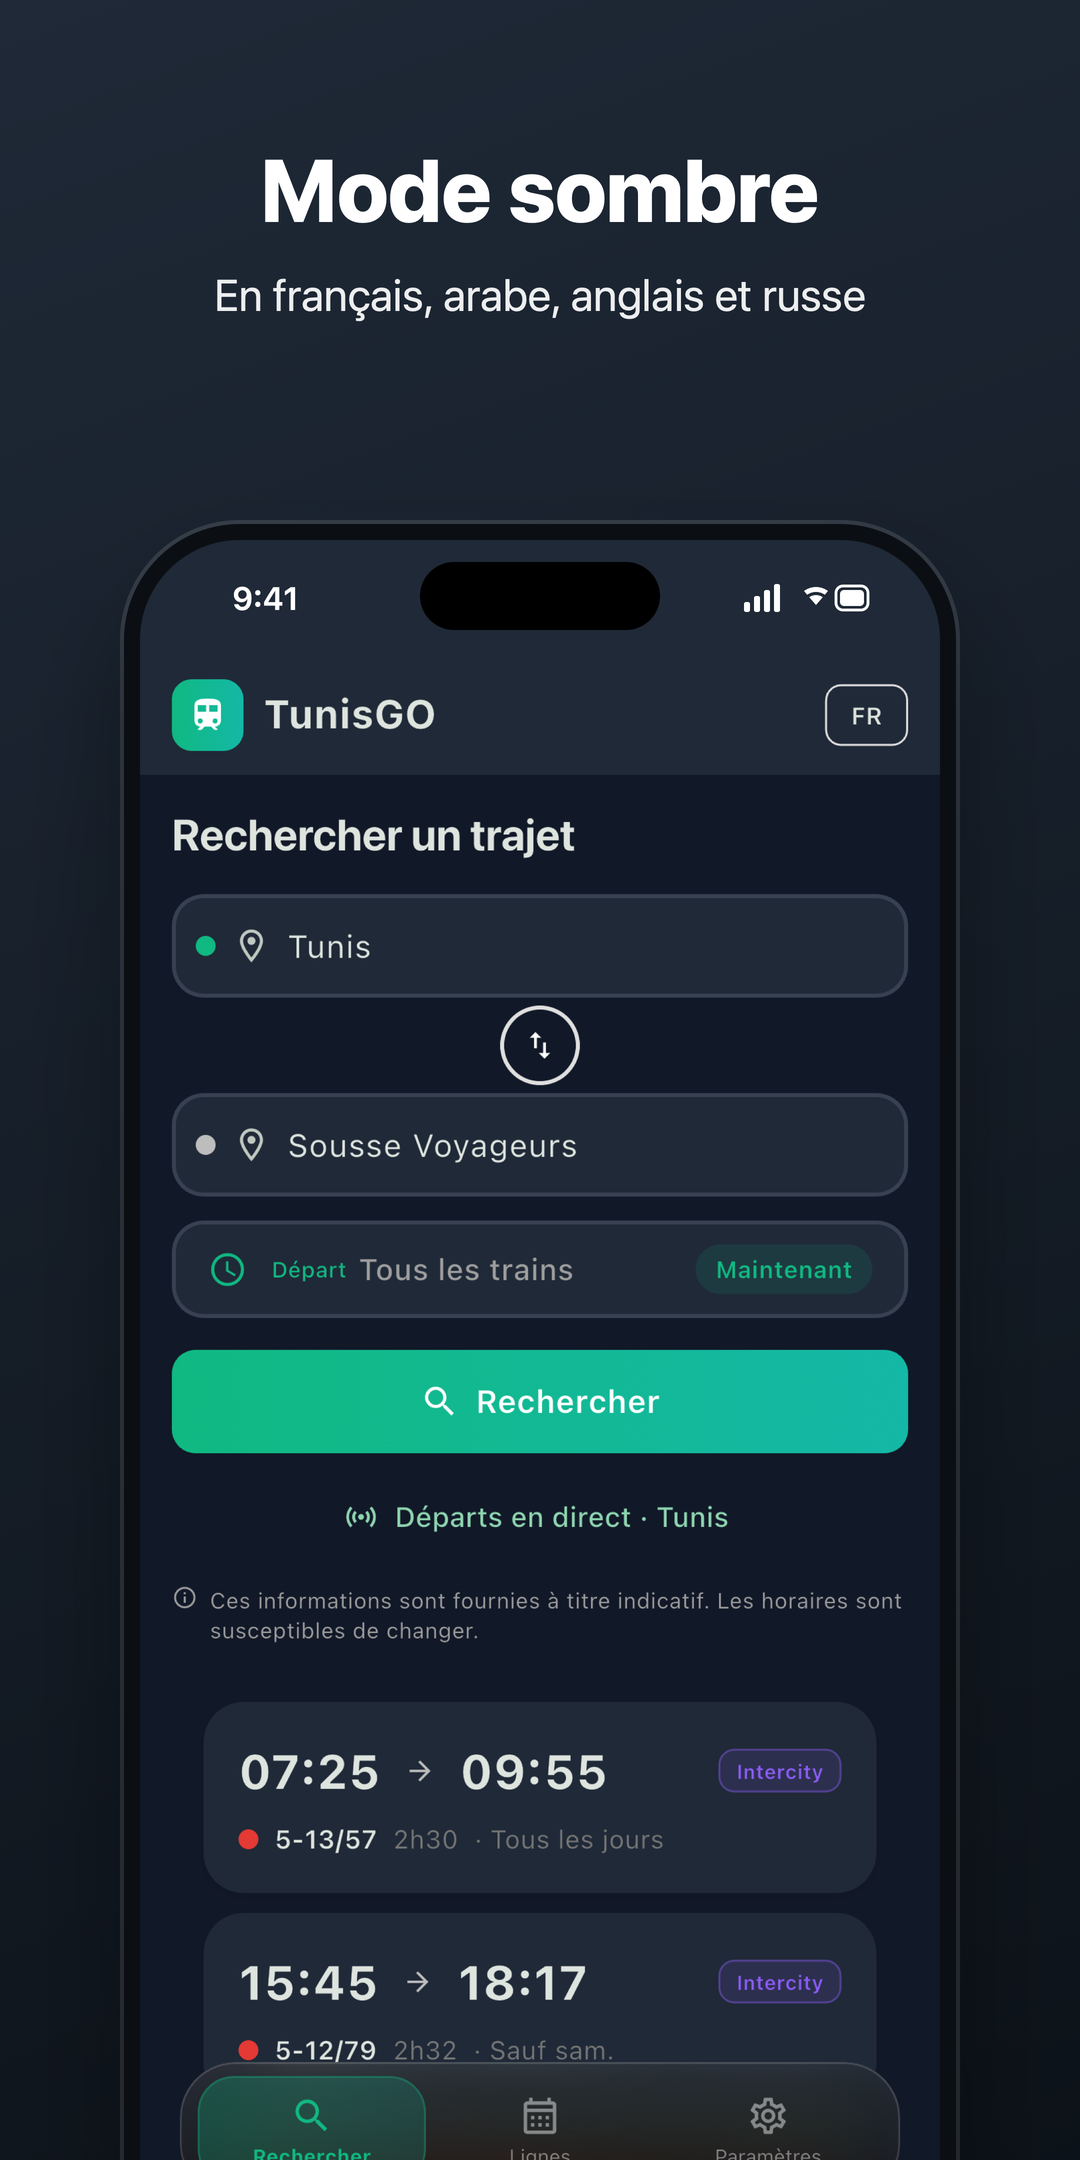 Mode sombre
En français, arabe, anglais et russe
9:41
TunisGO
FR
Rechercher un trajet
Tunis
Sousse Voyageurs
Départ Tous les trains Maintenant
Rechercher
Départs en direct · Tunis
Ces informations sont fournies à titre indicatif. Les horaires sont
susceptibles de changer.
07:25 → 09:55 Intercity
5-13/57 2h30 · Tous les jours
15:45 → 18:17 Intercity
5-12/79 2h32 · Sauf sam.
Rechercher Lignes Paramètres